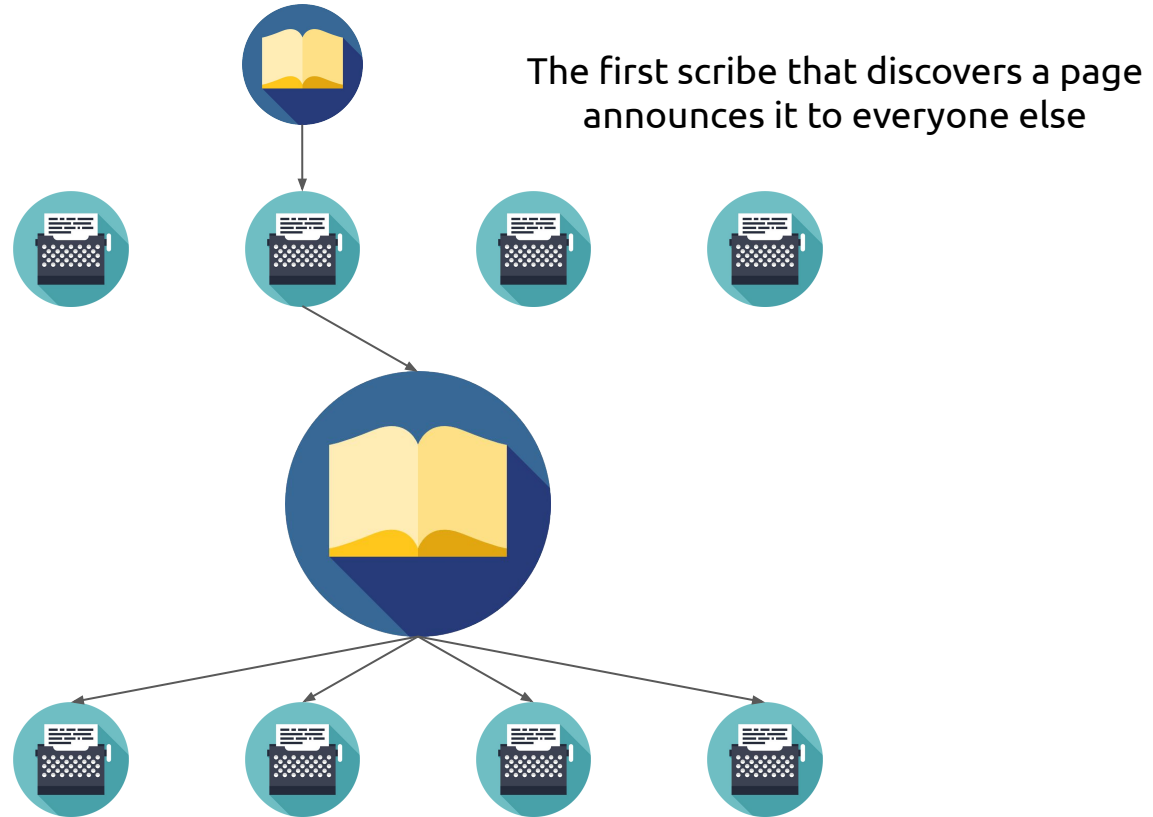 The first scribe that discovers a page
announces it to everyone else